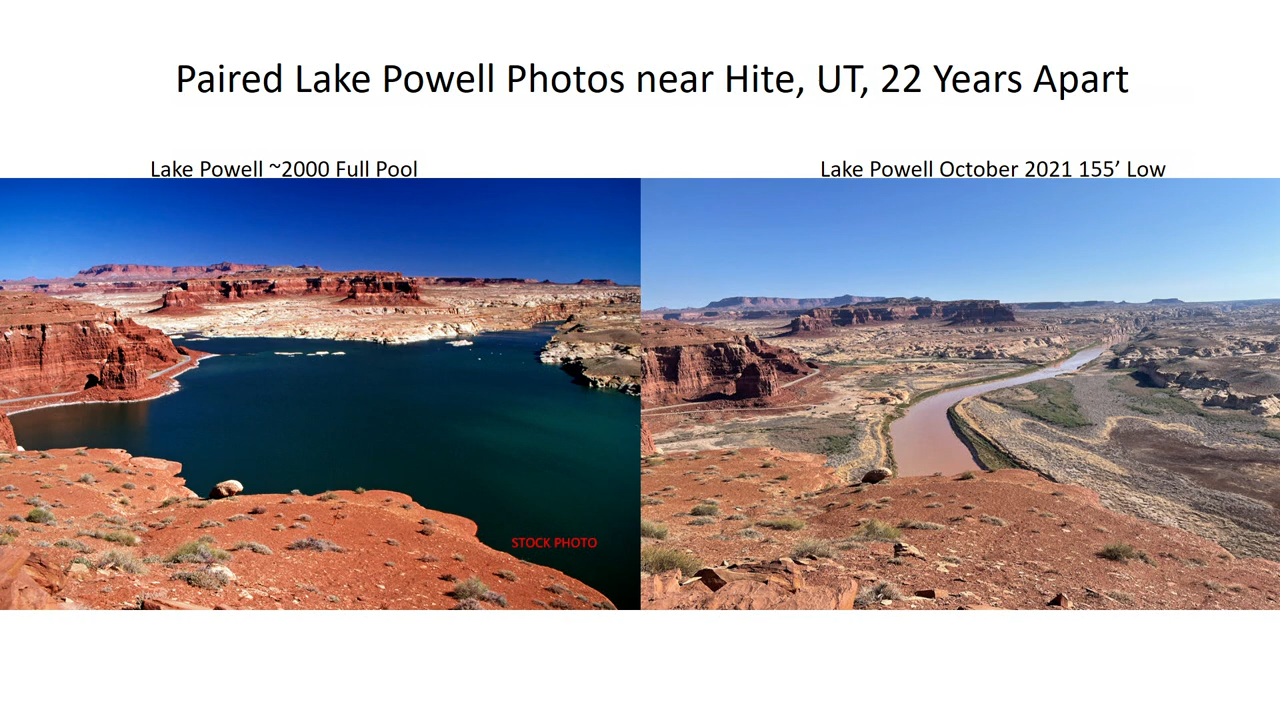 Paired Lake Powell Photos near Hite, UT, 22 Years Apart
Lake Powell ~2000 Full Pool
Lake Powell October 2021 155’ Low
STOCK PHOTO